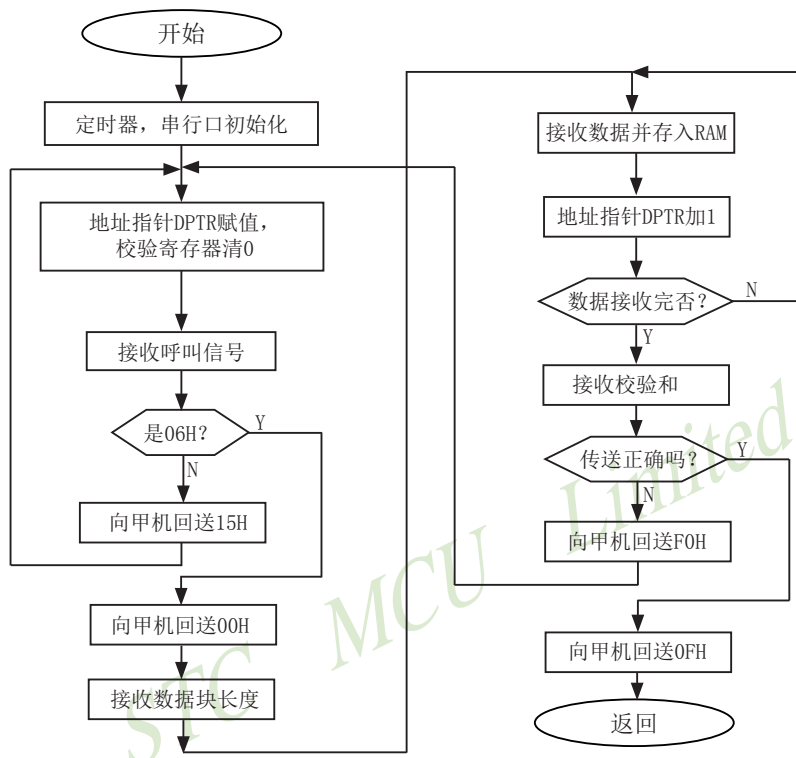 开始
定时器，串行口初始化
地址指针DPTR赋值，
校验寄存器清0
接收呼叫信号
是06H？
Y
N
向甲机回送15H
向甲机回送00H
接收数据块长度
接收数据并存入RAM
地址指针DPTR加1
数据接收完否？
N
Y
接收校验和
传送正确吗？
Y
N
向甲机回送F0H
向甲机回送0FH
返回
STC MCU Limited